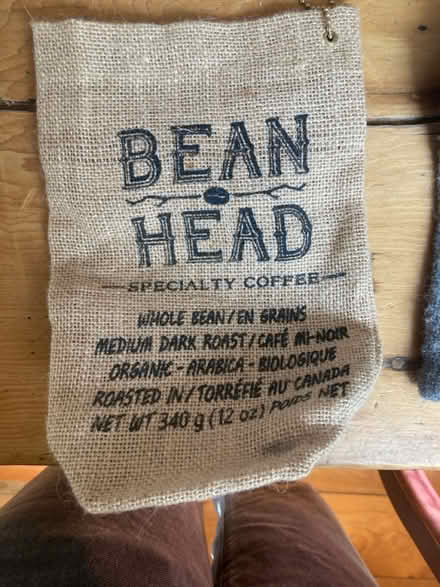 BEAN
HEAD
SPECIALTY COFFEE
WHOLE BEAN / EN GRAINS
MEDIUM DARK ROAST / CAFÉ MI-NOIR
ORGANIC - ARABICA - BIOLOGIQUE
ROASTED IN / TORRÉFIÉ AU CANADA
NET WT 340 g (12 oz) POIDS NET